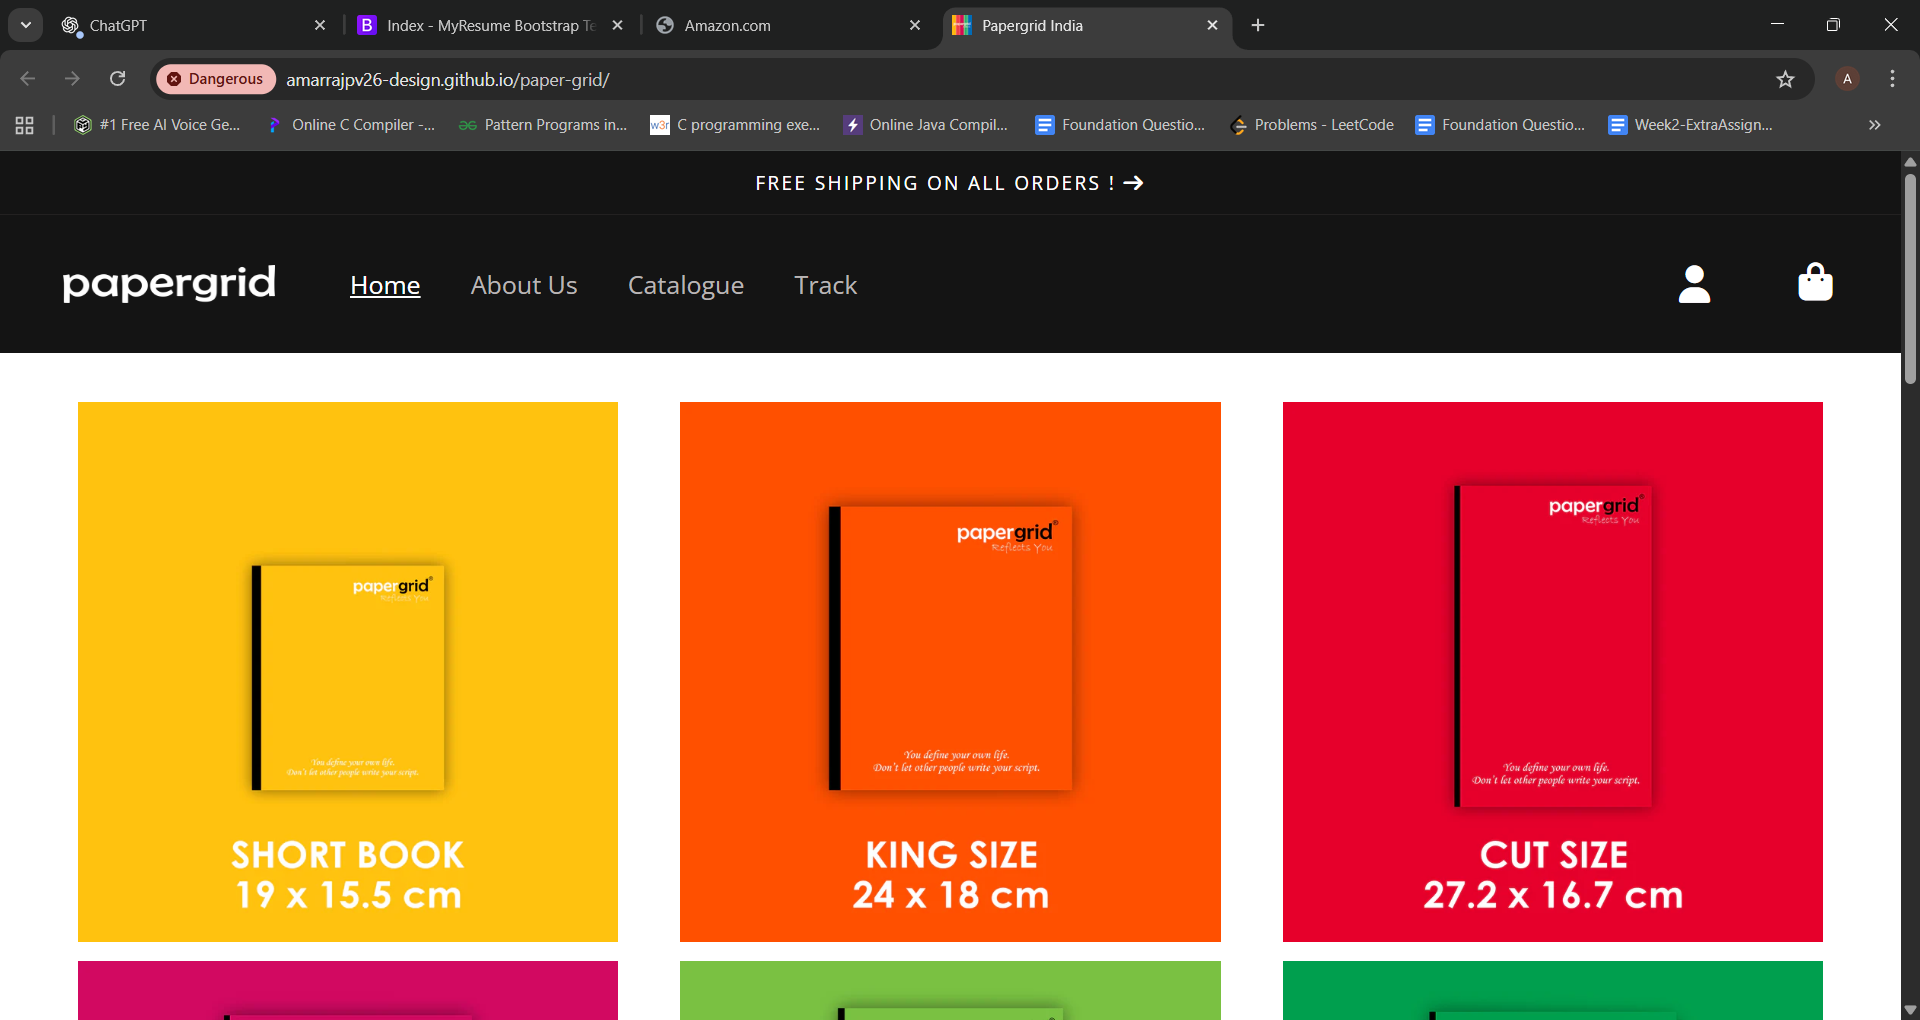 ChatGPT
Index - MyResume Bootstrap Te
Amazon.com
Papergrid India
Dangerous
amarrajpv26-design.github.io/paper-grid/
A
#1 Free AI Voice Ge...
Online C Compiler -...
Pattern Programs in...
w3r
C programming exe...
Online Java Compil...
Foundation Questio...
Problems - LeetCode
Foundation Questio...
Week2-ExtraAssign...
FREE SHIPPING ON ALL ORDERS ! →
papergrid
Home
About Us
Catalogue
Track
papergrid®
Reflects You
You define your own life.
Don't let other people write your script.
SHORT BOOK
19 x 15.5 cm
papergrid®
Reflects You
You define your own life.
Don't let other people write your script.
KING SIZE
24 x 18 cm
papergrid®
Reflects You
You define your own life.
Don't let other people write your script.
CUT SIZE
27.2 x 16.7 cm